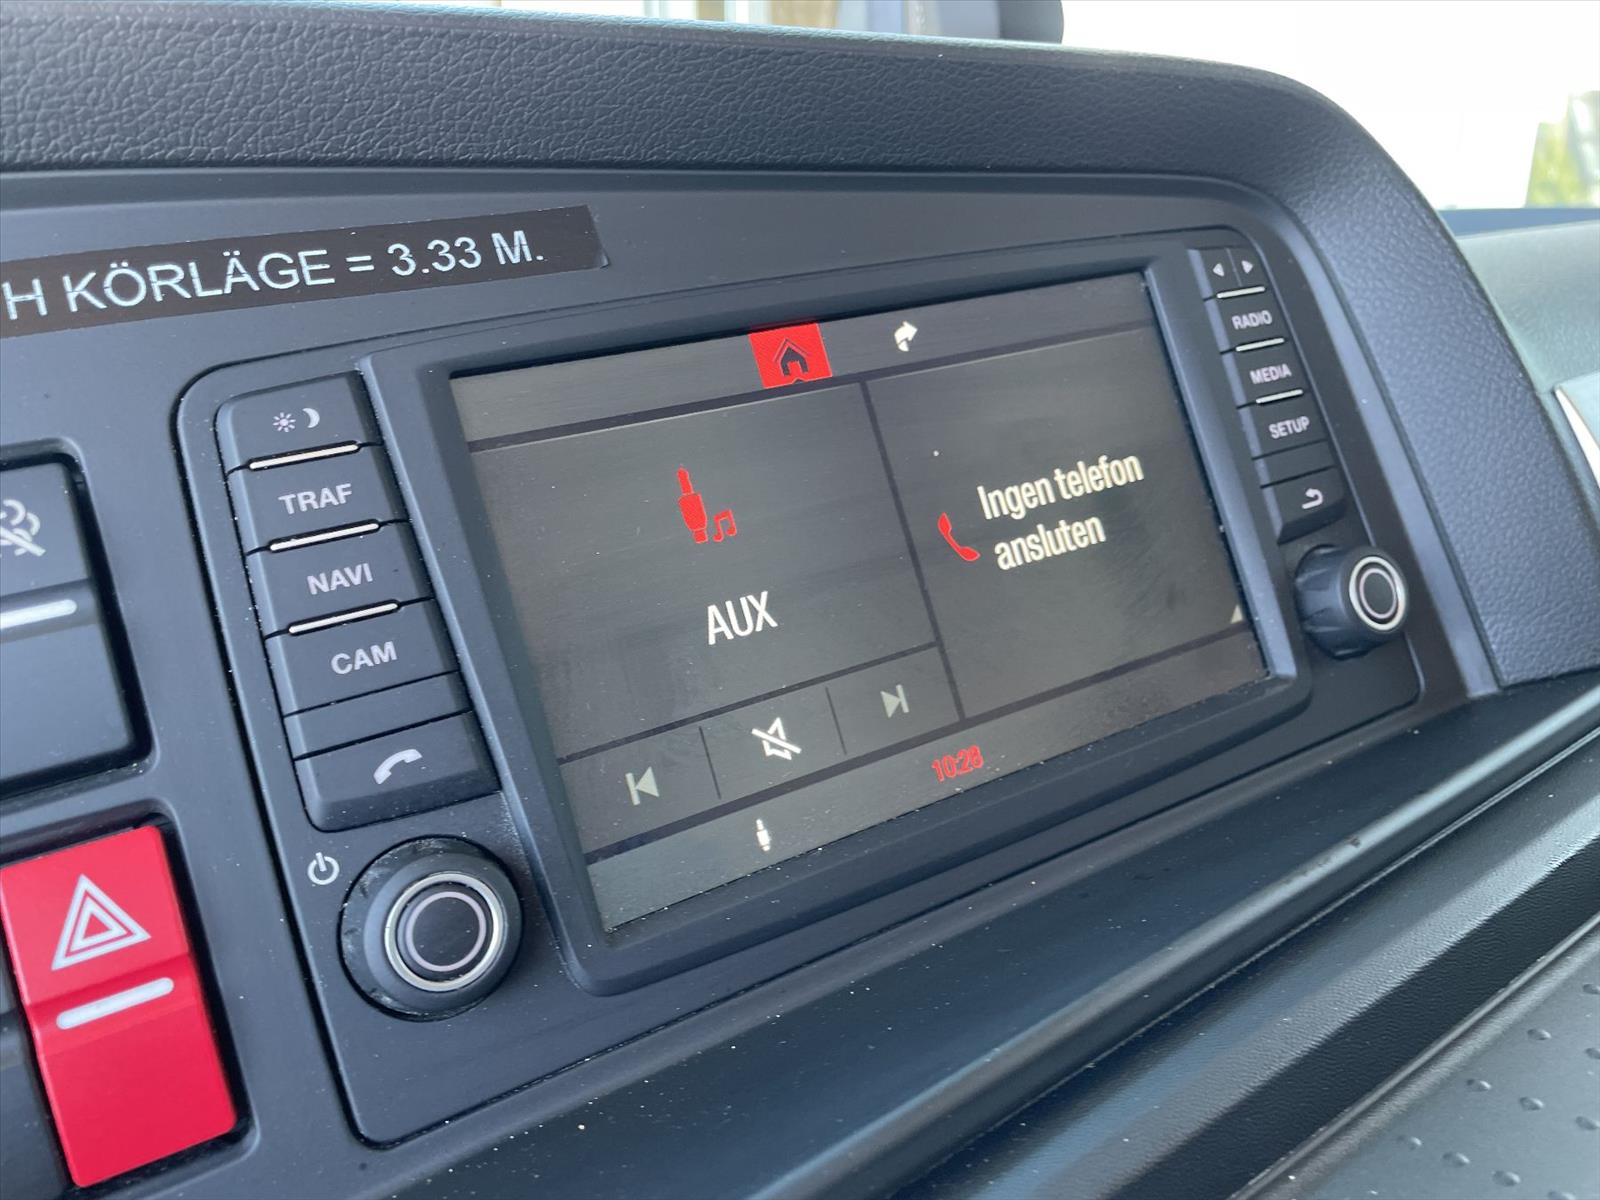 H KÖRLÄGE = 3.33 M.
TRAF
NAVI
CAM
AUX
Ingen telefon
ansluten
10:28
RADIO
MEDIA
SETUP